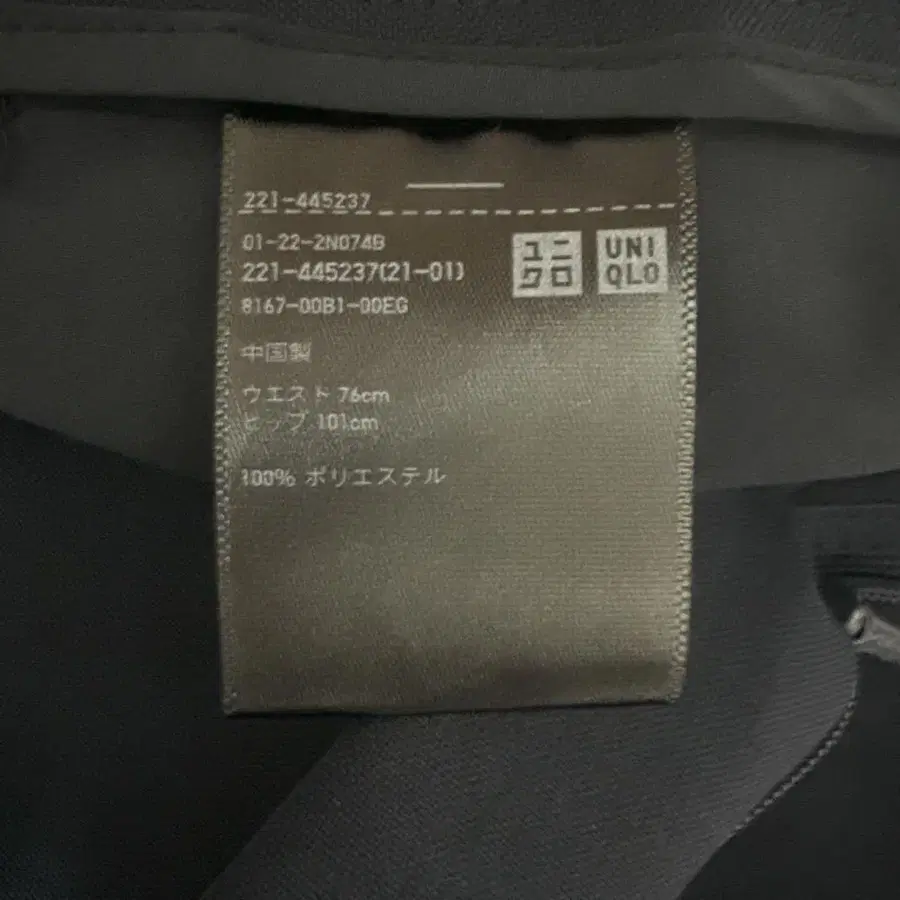 221-445237
01-22-2N074B
221-445237(21-01)
8167-00B1-00EG
ユニ
クロ
UNI
QLO
中国製
ウエスト 76cm
ヒップ 101cm
100% ポリエステル